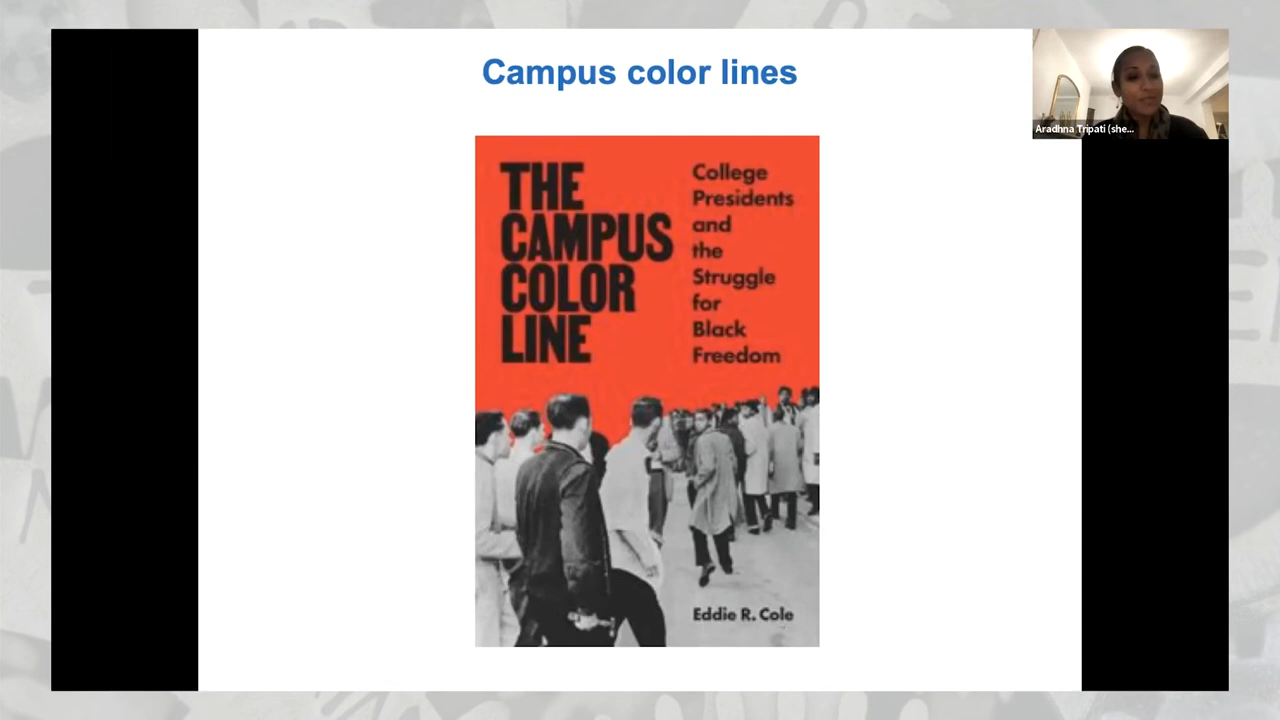 Campus color lines
Aradhna Tripati (she...
THE
CAMPUS
COLOR
LINE
College
Presidents
and
the
Struggle
for
Black
Freedom
Eddie R. Cole